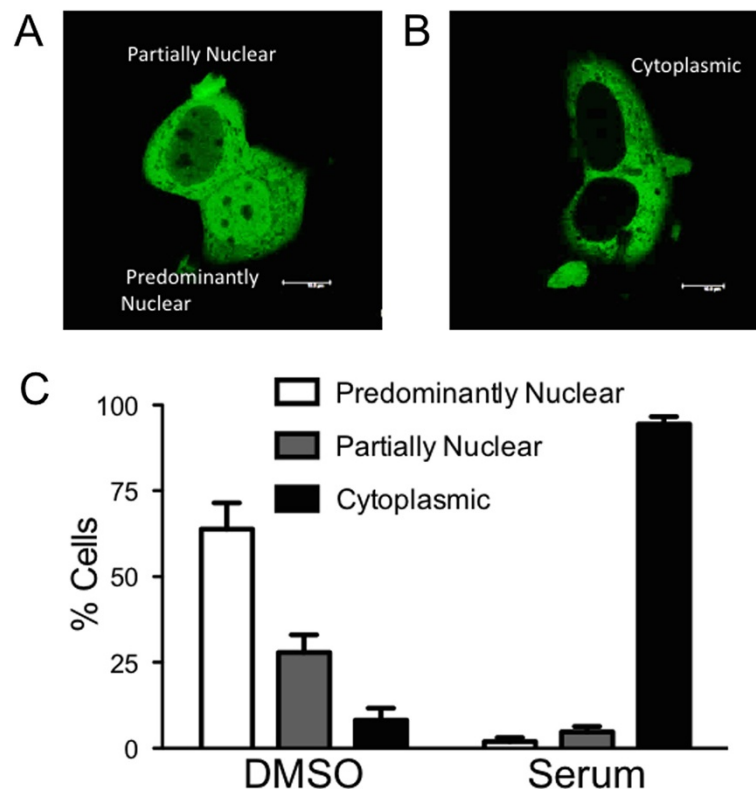 A
Partially Nuclear
Predominantly
Nuclear
B
Cytoplasmic
C
Predominantly Nuclear
Partially Nuclear
Cytoplasmic
% Cells
100
75
50
25
0
DMSO
Serum